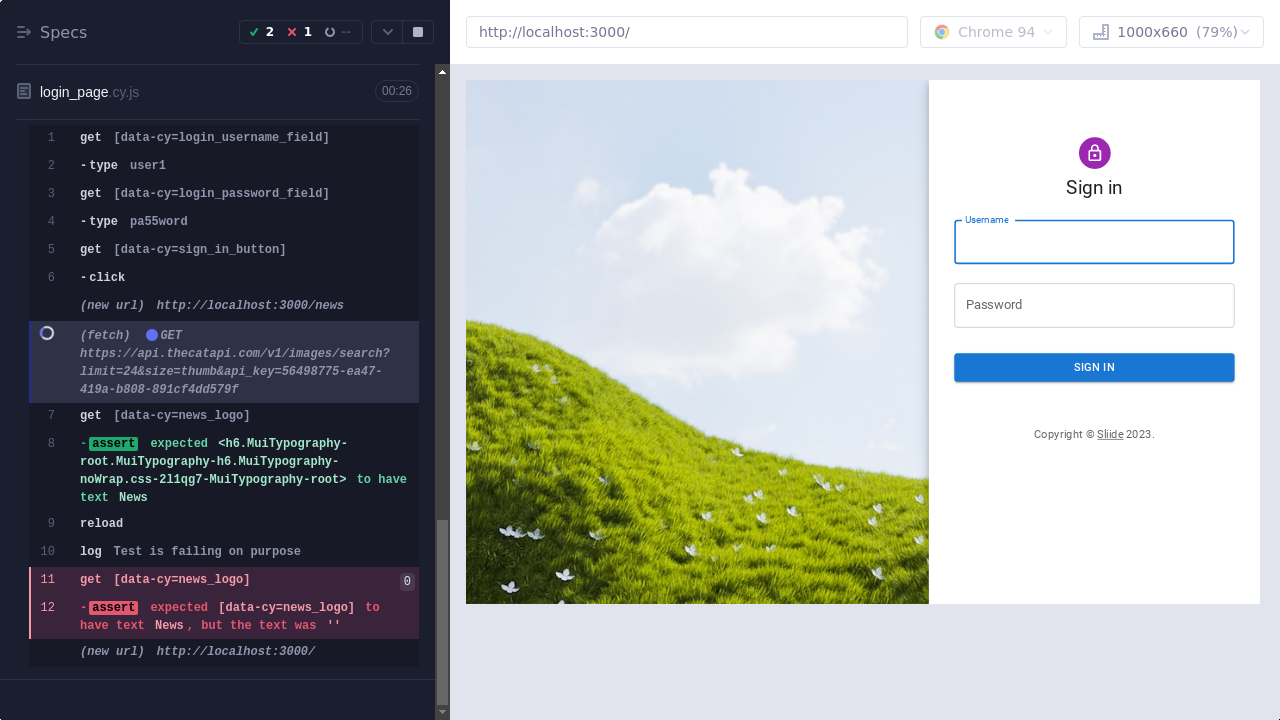 Specs
2
1
--
login_page.cy.js
00:26
1 get [data-cy=login_username_field]
2 -type user1
3 get [data-cy=login_password_field]
4 -type pa55word
5 get [data-cy=sign_in_button]
6 -click
(new url) http://localhost:3000/news
(fetch) GET
https://api.thecatapi.com/v1/images/search?
limit=24&size=thumb&api_key=56498775-ea47-
419a-b808-891cf4dd579f
7 get [data-cy=news_logo]
8 -assert expected <h6.MuiTypography-
root.MuiTypography-h6.MuiTypography-
noWrap.css-2l1qg7-MuiTypography-root> to have
text News
9 reload
10 log Test is failing on purpose
11 get [data-cy=news_logo] 0
12 -assert expected [data-cy=news_logo] to
have text News, but the text was ''
(new url) http://localhost:3000/
http://localhost:3000/
Chrome 94
1000x660 (79%)
Sign in
Username
Password
SIGN IN
Copyright © Sliide 2023.